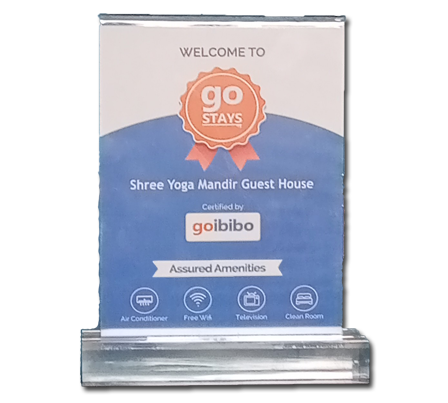 WELCOME TO
go
STAYS
Shree Yoga Mandir Guest House
Certified by
goibibo
Assured Amenities
Air Conditioner Free Wifi Television Clean Room